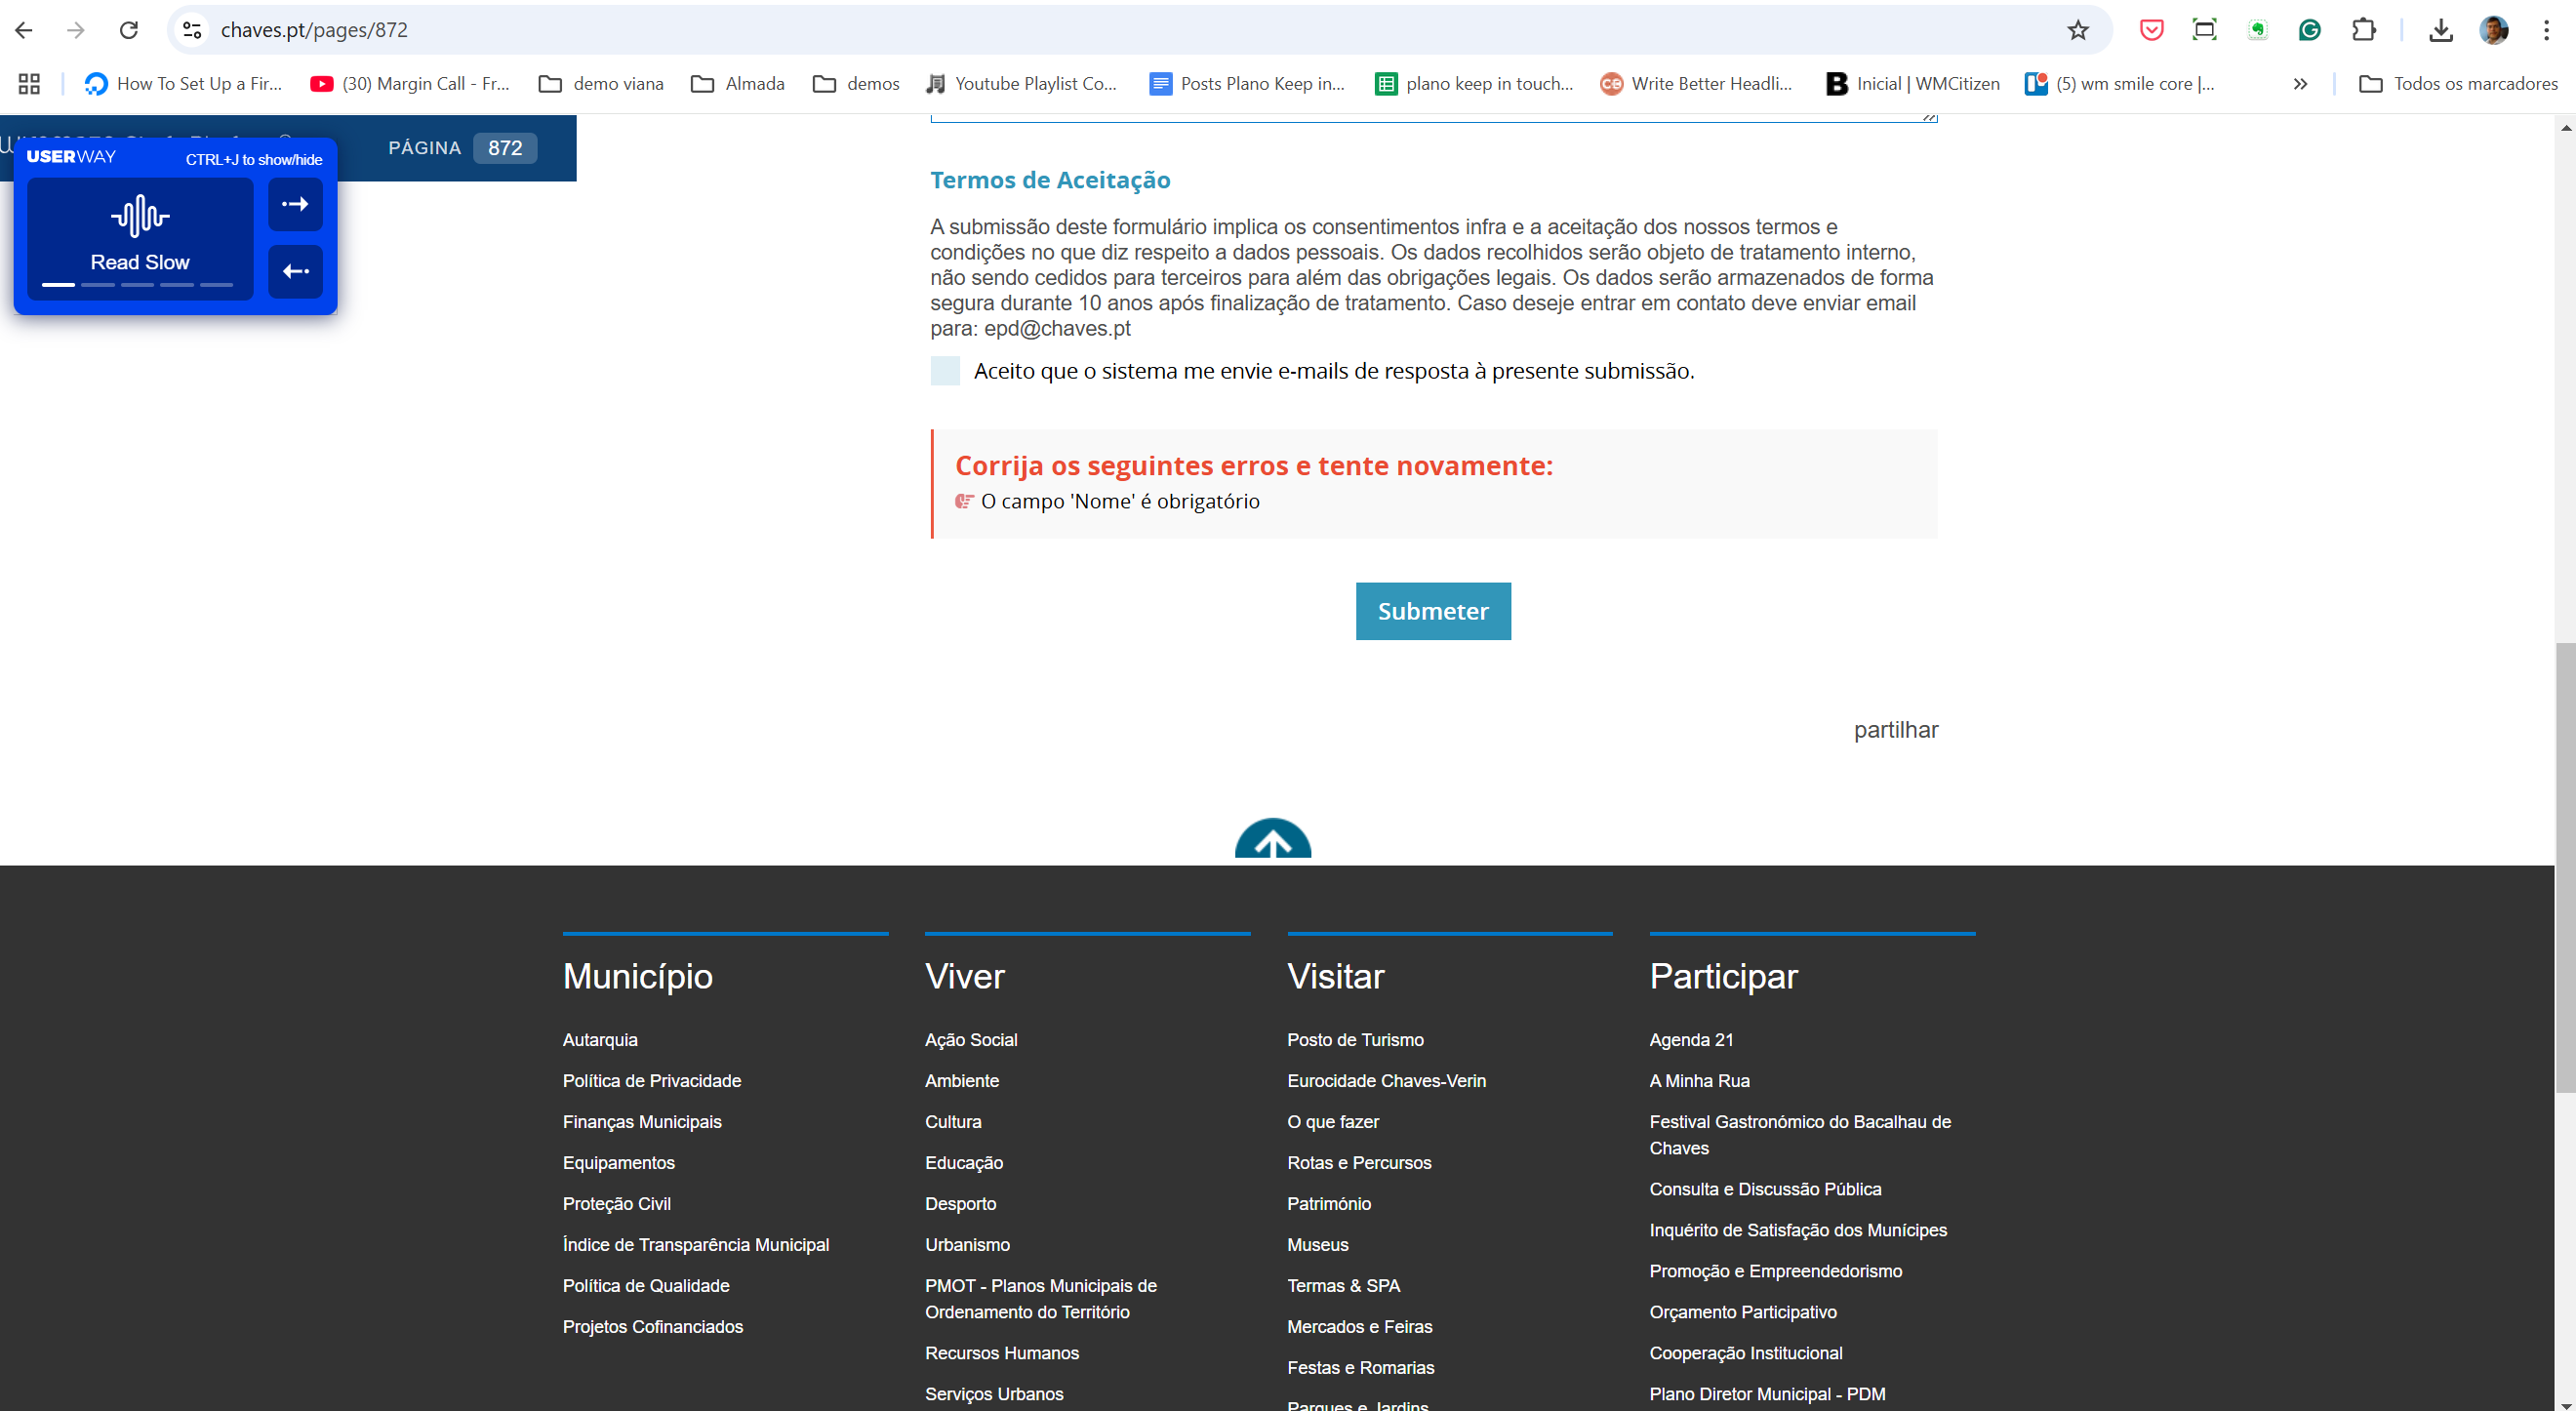 chaves.pt/pages/872
How To Set Up a Fir...
(30) Margin Call - Fr...
demo viana
Almada
demos
Youtube Playlist Co...
Posts Plano Keep in...
plano keep in touch...
Write Better Headli...
Inicial | WMCitizen
(5) wm smile core |...
Todos os marcadores
PÁGINA 872
USERWAY
CTRL+J to show/hide
Read Slow
Termos de Aceitação
A submissão deste formulário implica os consentimentos infra e a aceitação dos nossos termos e
condições no que diz respeito a dados pessoais. Os dados recolhidos serão objeto de tratamento interno,
não sendo cedidos para terceiros para além das obrigações legais. Os dados serão armazenados de forma
segura durante 10 anos após finalização de tratamento. Caso deseje entrar em contato deve enviar email
para: epd@chaves.pt
Aceito que o sistema me envie e-mails de resposta à presente submissão.
Corrija os seguintes erros e tente novamente:
O campo 'Nome' é obrigatório
Submeter
partilhar
Município
Autarquia
Política de Privacidade
Finanças Municipais
Equipamentos
Proteção Civil
Índice de Transparência Municipal
Política de Qualidade
Projetos Cofinanciados
Viver
Ação Social
Ambiente
Cultura
Educação
Desporto
Urbanismo
PMOT - Planos Municipais de
Ordenamento do Território
Recursos Humanos
Serviços Urbanos
Visitar
Posto de Turismo
Eurocidade Chaves-Verin
O que fazer
Rotas e Percursos
Património
Museus
Termas & SPA
Mercados e Feiras
Festas e Romarias
Parques e Jardins
Participar
Agenda 21
A Minha Rua
Festival Gastronómico do Bacalhau de
Chaves
Consulta e Discussão Pública
Inquérito de Satisfação dos Munícipes
Promoção e Empreendedorismo
Orçamento Participativo
Cooperação Institucional
Plano Diretor Municipal - PDM